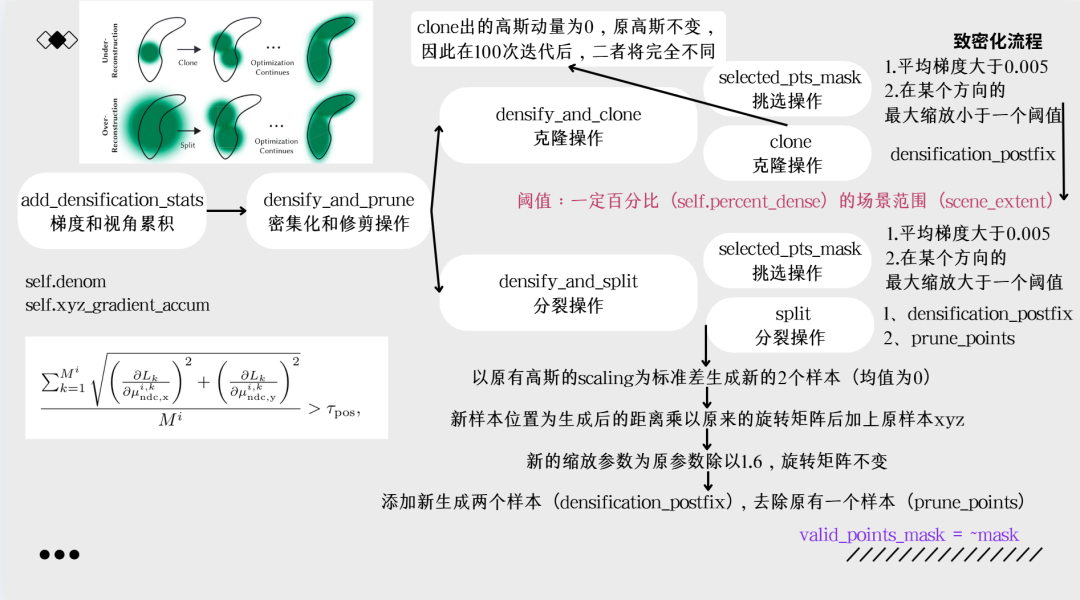 Under-
Reconstruction
Clone
...
Optimization
Continues
Over-
Reconstruction
Split
...
Optimization
Continues
clone出的高斯动量为0，原高斯不变，
因此在100次迭代后，二者将完全不同
致密化流程
selected_pts_mask
挑选操作
1.平均梯度大于0.005
2.在某个方向的
最大缩放小于一个阈值
densify_and_clone
克隆操作
clone
克隆操作
densification_postfix
add_densification_stats
梯度和视角累积
densify_and_prune
密集化和修剪操作
阈值：一定百分比（self.percent_dense）的场景范围（scene_extent）
selected_pts_mask
挑选操作
1.平均梯度大于0.005
2.在某个方向的
最大缩放大于一个阈值
densify_and_split
分裂操作
split
分裂操作
1、densification_postfix
2、prune_points
self.denom
self.xyz_gradient_accum
\frac{\sum_{k=1}^{M^i} \sqrt{\left(\frac{\partial L_k}{\partial \mu_{\text{ndc,x}}^{i,k}}\right)^2 + \left(\frac{\partial L_k}{\partial \mu_{\text{ndc,y}}^{i,k}}\right)^2}}{M^i} > \tau_{\text{pos}},
以原有高斯的scaling为标准差生成新的2个样本（均值为0）
新样本位置为生成后的距离乘以原来的旋转矩阵后加上原样本xyz
新的缩放参数为原参数除以1.6，旋转矩阵不变
添加新生成两个样本（densification_postfix）, 去除原有一个样本（prune_points）
valid_points_mask = ~mask